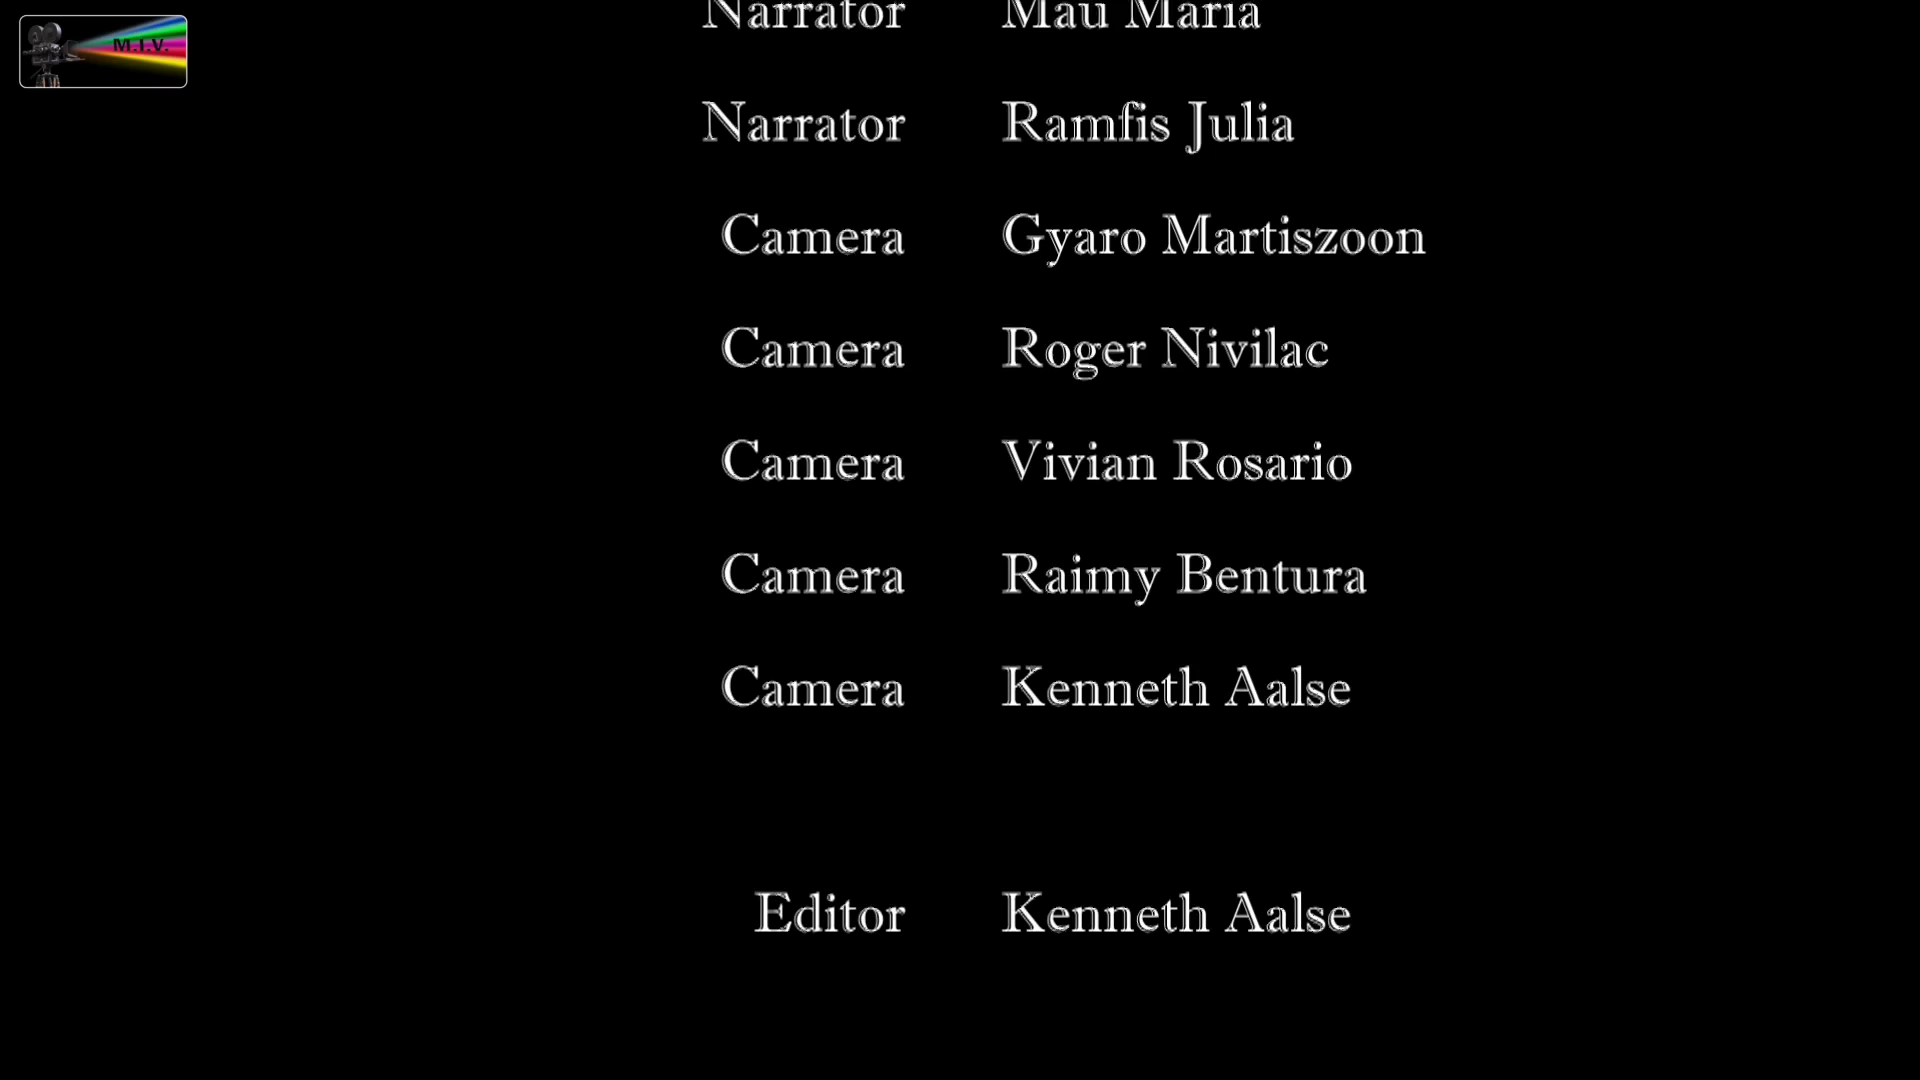 M.I.V.
Narrator Mau Maria
Narrator Ramfis Julia
Camera Gyaro Martiszoon
Camera Roger Nivilac
Camera Vivian Rosario
Camera Raimy Bentura
Camera Kenneth Aalse
Editor Kenneth Aalse